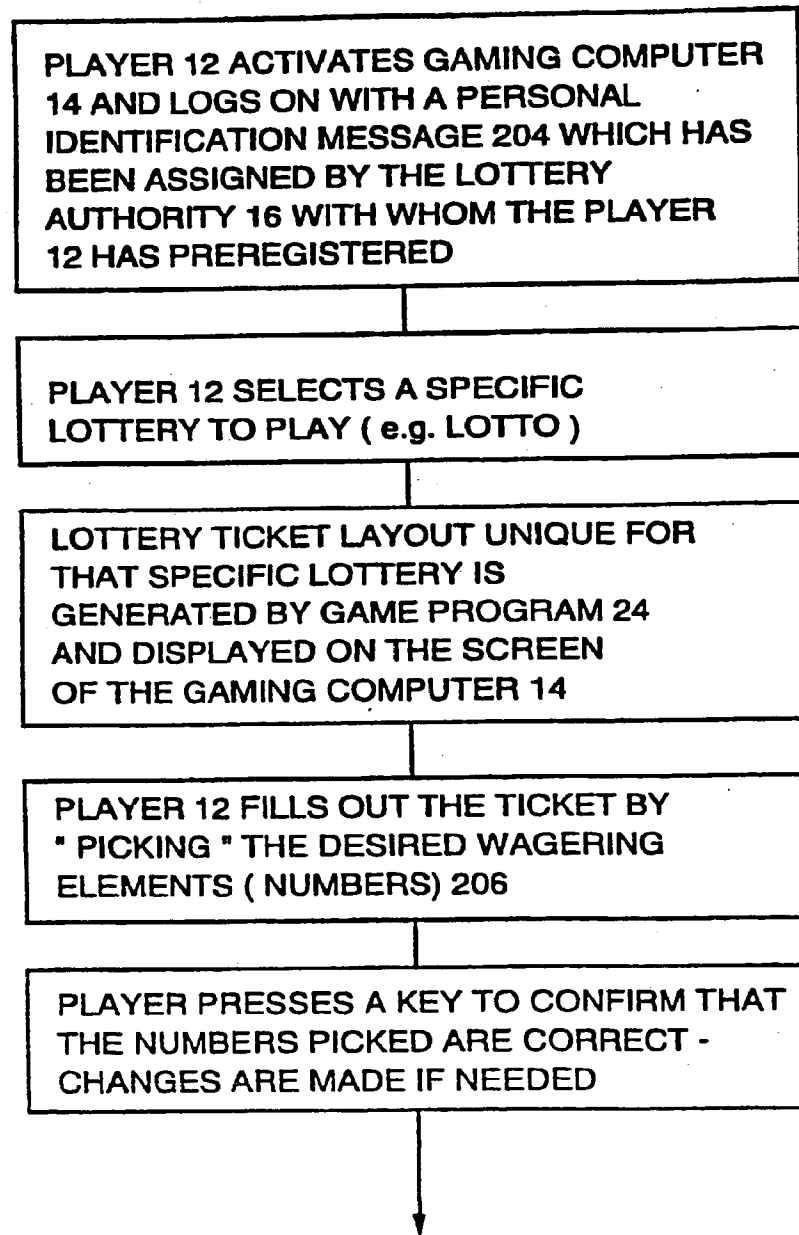 PLAYER 12 ACTIVATES GAMING COMPUTER
14 AND LOGS ON WITH A PERSONAL
IDENTIFICATION MESSAGE 204 WHICH HAS
BEEN ASSIGNED BY THE LOTTERY
AUTHORITY 16 WITH WHOM THE PLAYER
12 HAS PREREGISTERED
PLAYER 12 SELECTS A SPECIFIC
LOTTERY TO PLAY ( e.g. LOTTO )
LOTTERY TICKET LAYOUT UNIQUE FOR
THAT SPECIFIC LOTTERY IS
GENERATED BY GAME PROGRAM 24
AND DISPLAYED ON THE SCREEN
OF THE GAMING COMPUTER 14
PLAYER 12 FILLS OUT THE TICKET BY
" PICKING " THE DESIRED WAGERING
ELEMENTS ( NUMBERS) 206
PLAYER PRESSES A KEY TO CONFIRM THAT
THE NUMBERS PICKED ARE CORRECT -
CHANGES ARE MADE IF NEEDED